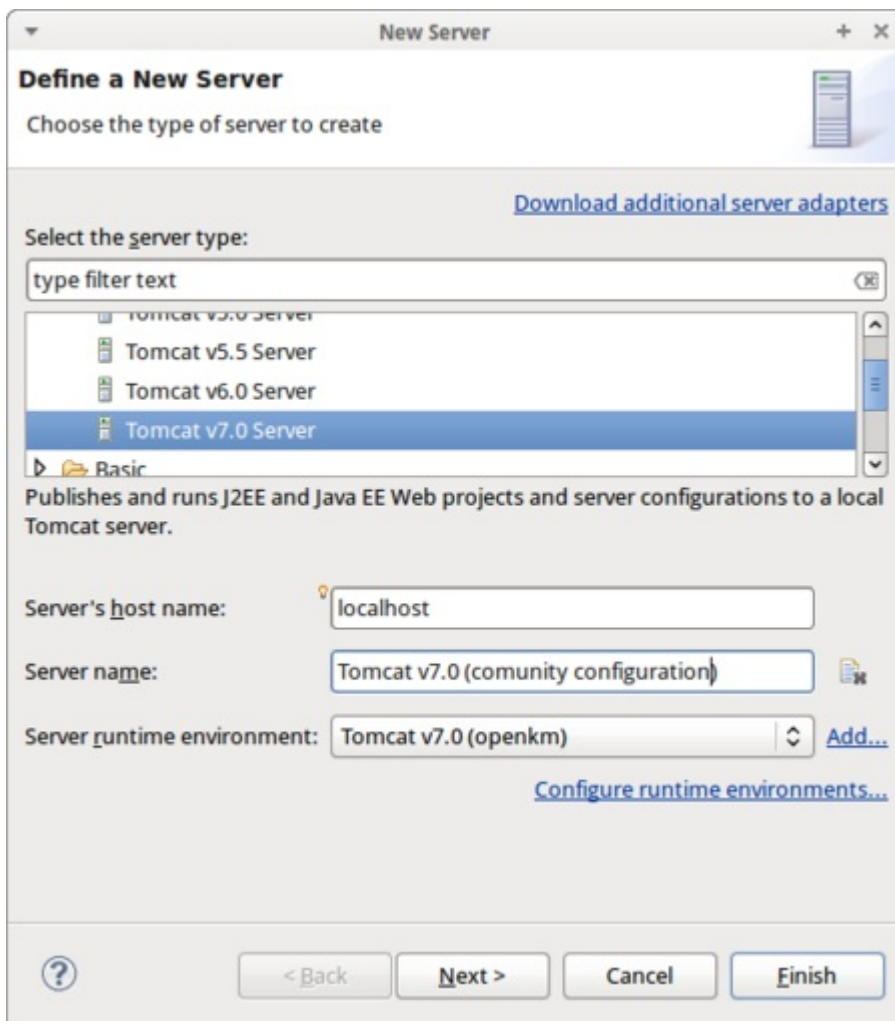 New Server
Define a New Server
Choose the type of server to create
Download additional server adapters
Select the server type:
type filter text
Tomcat v5.0 Server
Tomcat v5.5 Server
Tomcat v6.0 Server
Tomcat v7.0 Server
Basic
Publishes and runs J2EE and Java EE Web projects and server configurations to a local
Tomcat server.
Server's host name: localhost
Server name: Tomcat v7.0 (comunity configuration)
Server runtime environment: Tomcat v7.0 (openkm) Add...
Configure runtime environments...
? < Back Next > Cancel Finish